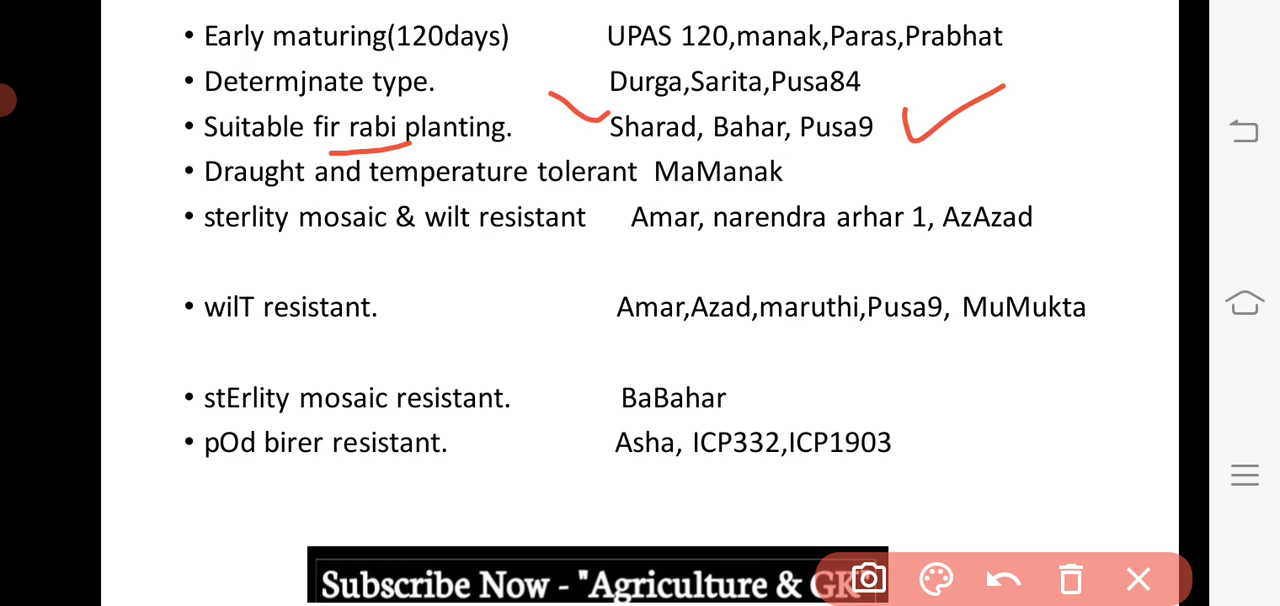 • Early maturing(120days) UPAS 120,manak,Paras,Prabhat
• Determjnate type. Durga,Sarita,Pusa84
• Suitable fir rabi planting. Sharad, Bahar, Pusa9
• Draught and temperature tolerant MaManak
• sterlity mosaic & wilt resistant Amar, narendra arhar 1, AzAzad
• wilT resistant. Amar,Azad,maruthi,Pusa9, MuMukta
• stErlity mosaic resistant. BaBahar
• pOd birer resistant. Asha, ICP332,ICP1903
Subscribe Now - "Agriculture & GK